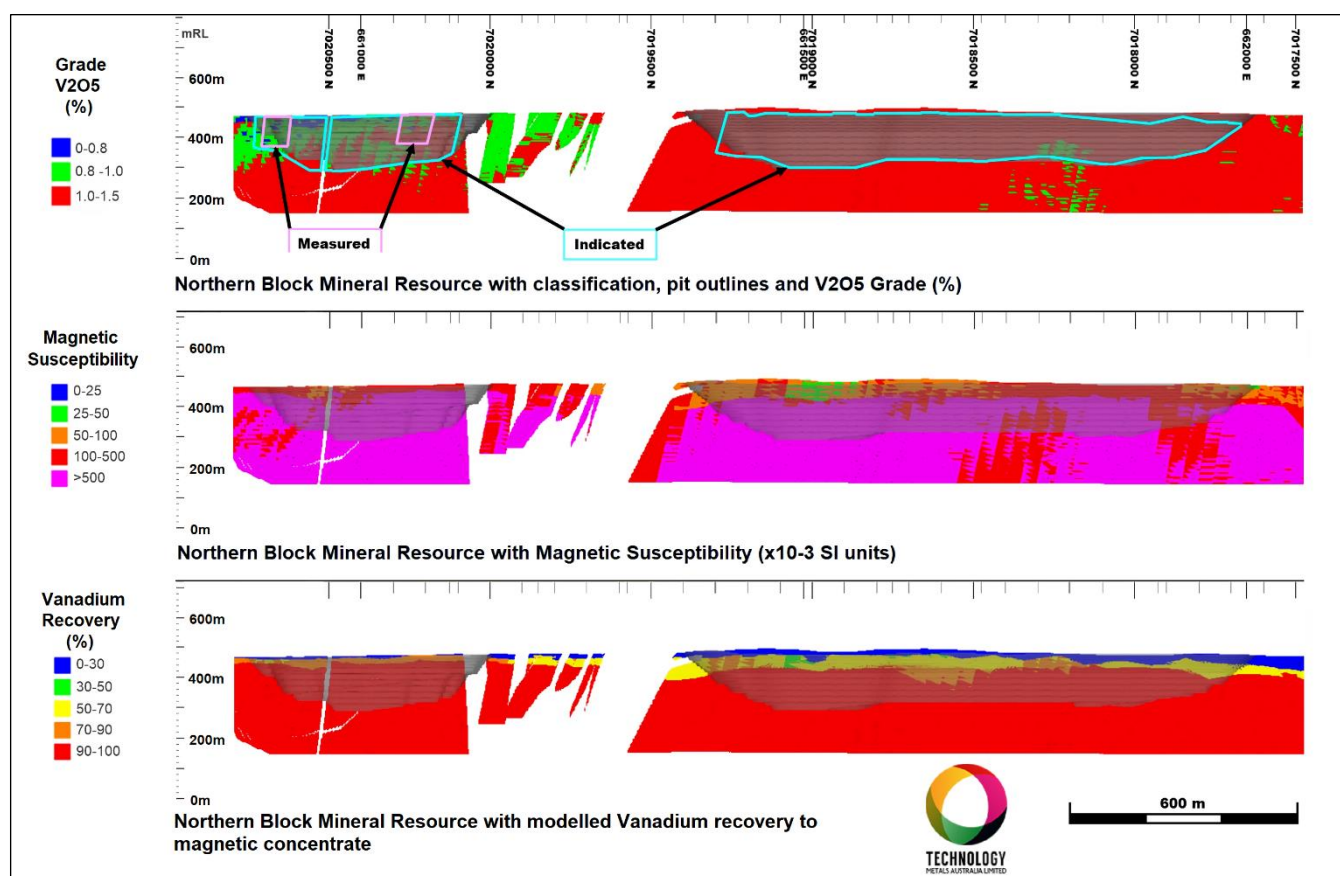 mRL
7020500 N
661000 E
7020000 N
7019500 N
661500 E
7019000 N
7018500 N
7018000 N
662000 E
7017500 N
Grade
V2O5
(%)
0-0.8
0.8 -1.0
1.0-1.5
600m
400m
200m
0m
Measured
Indicated
Northern Block Mineral Resource with classification, pit outlines and V2O5 Grade (%)
Magnetic
Susceptibility
0-25
25-50
50-100
100-500
>500
600m
400m
200m
0m
Northern Block Mineral Resource with Magnetic Susceptibility (x10-3 SI units)
Vanadium
Recovery
(%)
0-30
30-50
50-70
70-90
90-100
600m
400m
200m
0m
Northern Block Mineral Resource with modelled Vanadium recovery to
magnetic concentrate
TECHNOLOGY
METALS AUSTRALIA LIMITED
600 m